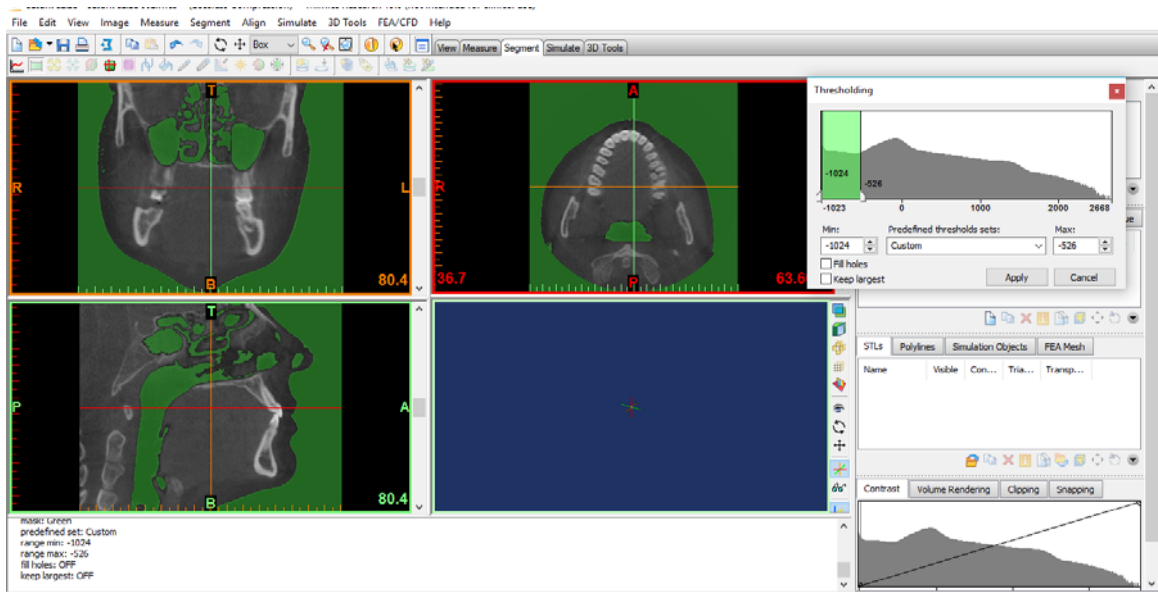 File Edit View Image Measure Segment Align Simulate 3D Tools FEA/CFD Help
Box
View Measure Segment Simulate 3D Tools
T
R
L
B
80.4
A
R
P
36.7
63.6
Thresholding
-1024
-526
-1023 0 1000 2000 2668
Min: Predefined thresholds sets: Max:
-1024 Custom -526
Fill holes
Keep largest Apply Cancel
ue
T
P
A
B
80.4
STLs Polylines Simulation Objects FEA Mesh
Name Visible Con... Tria... Transp...
Contrast Volume Rendering Clipping Snapping
mask: Green
predefined set: Custom
range min: -1024
range max: -526
fill holes: OFF
keep largest: OFF